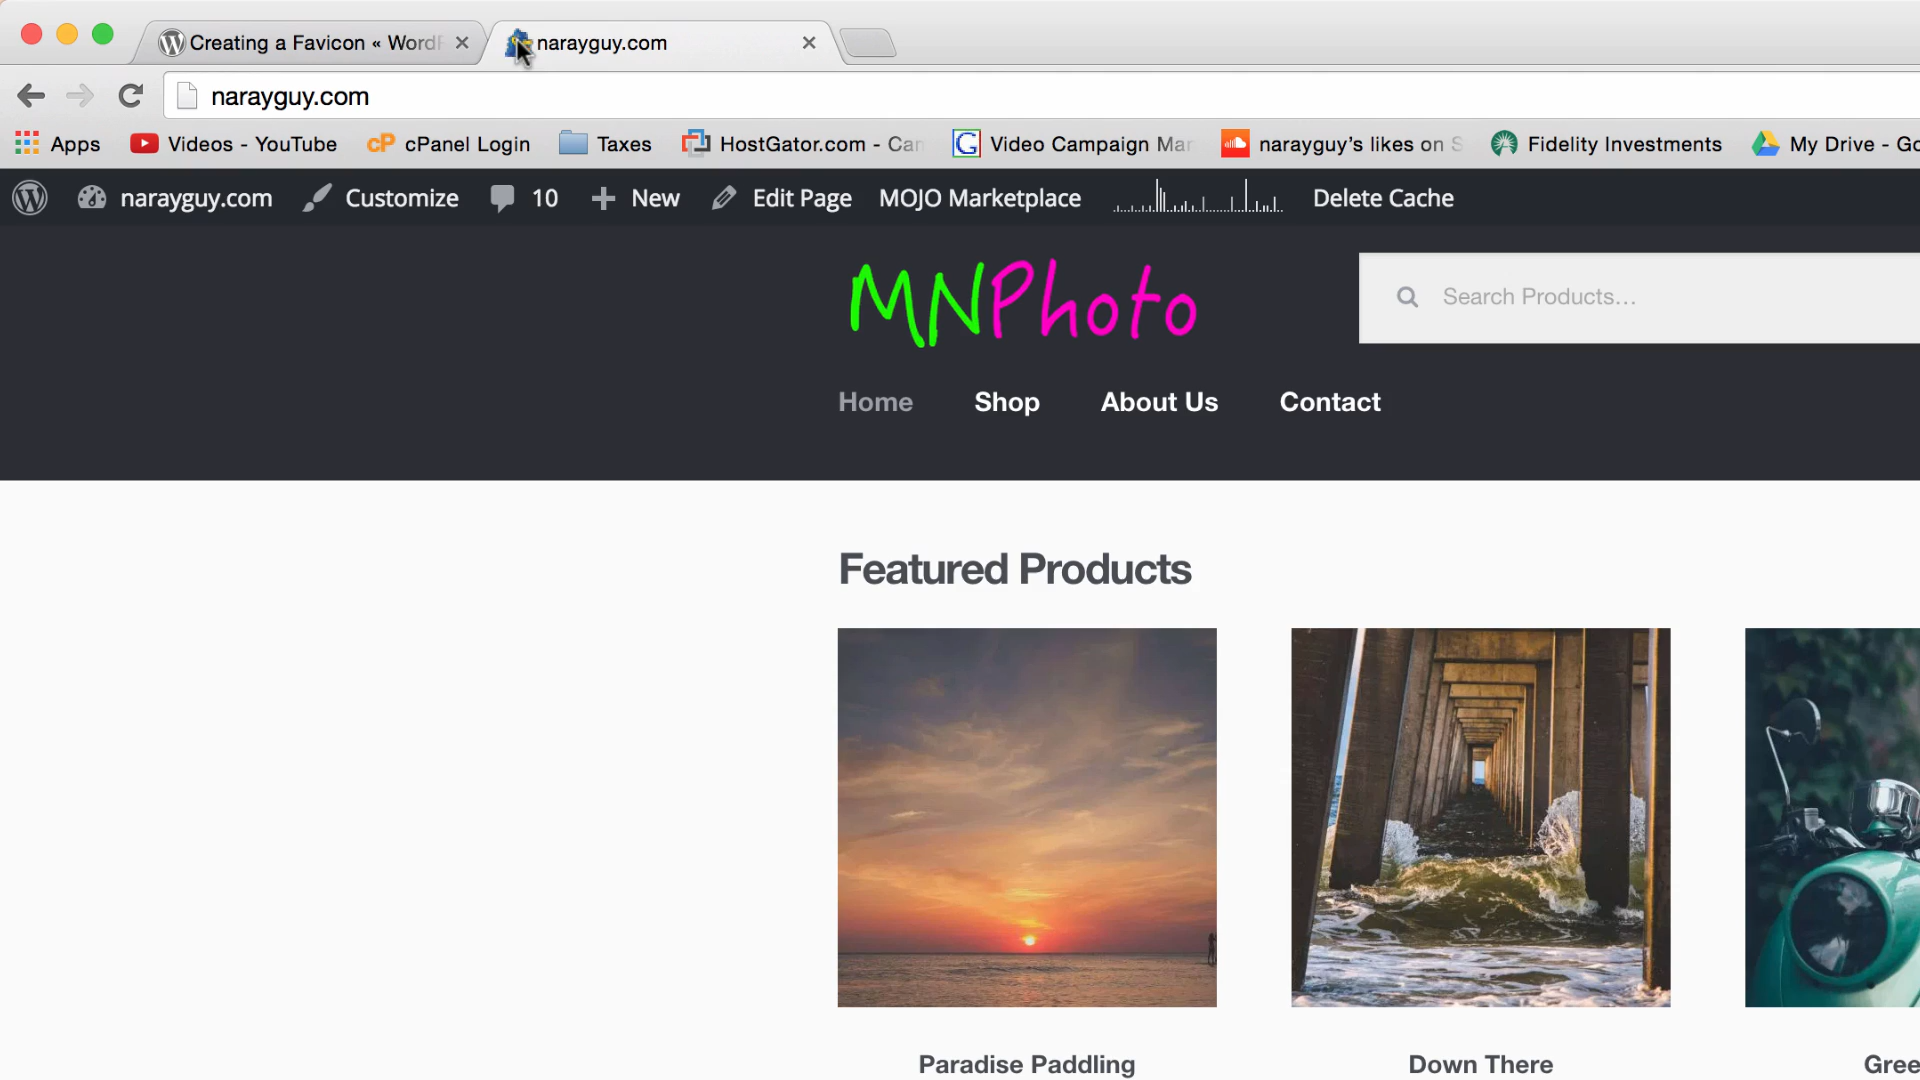 Creating a Favicon « Word
narayguy.com
narayguy.com
Apps Videos - YouTube cP cPanel Login Taxes HostGator.com - Can G Video Campaign Mar narayguy's likes on S Fidelity Investments My Drive - Go
narayguy.com Customize 10 New Edit Page MOJO Marketplace Delete Cache
MNPhoto
Search Products...
Home Shop About Us Contact
Featured Products
Paradise Paddling Down There Gree